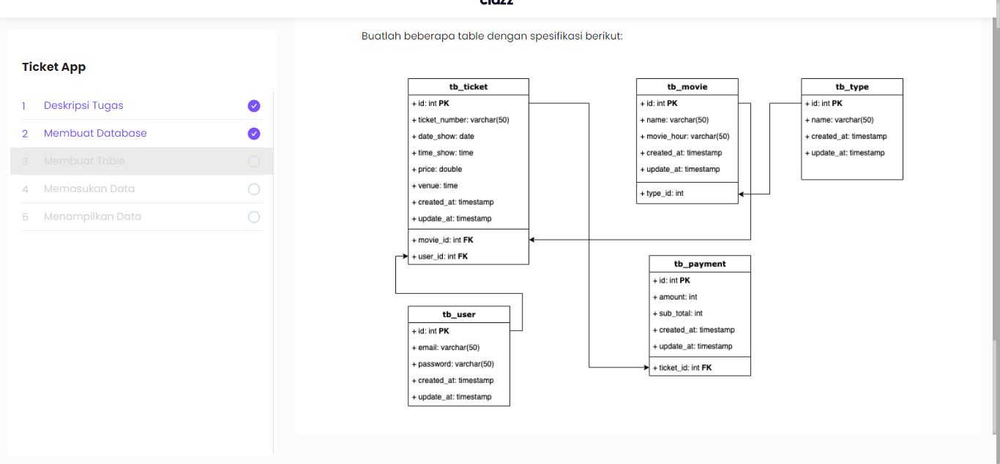 Buatlah beberapa table dengan spesifikasi berikut:
Ticket App
1 Deskripsi Tugas
2 Membuat Database
3 Membuat Table
4 Memasukan Data
5 Menampilkan Data
tb_ticket
+ id: int PK
+ ticket_number: varchar(50)
+ date_show: date
+ time_show: time
+ price: double
+ venue: time
+ created_at: timestamp
+ update_at: timestamp
+ movie_id: int FK
+ user_id: int FK
tb_movie
+ id: int PK
+ name: varchar(50)
+ movie_hour: varchar(50)
+ created_at: timestamp
+ update_at: timestamp
+ type_id: int
tb_type
+ id: int PK
+ name: varchar(50)
+ created_at: timestamp
+ update_at: timestamp
tb_user
+ id: int PK
+ email: varchar(50)
+ password: varchar(50)
+ created_at: timestamp
+ update_at: timestamp
tb_payment
+ id: int PK
+ amount: int
+ sub_total: int
+ created_at: timestamp
+ update_at: timestamp
+ ticket_id: int FK